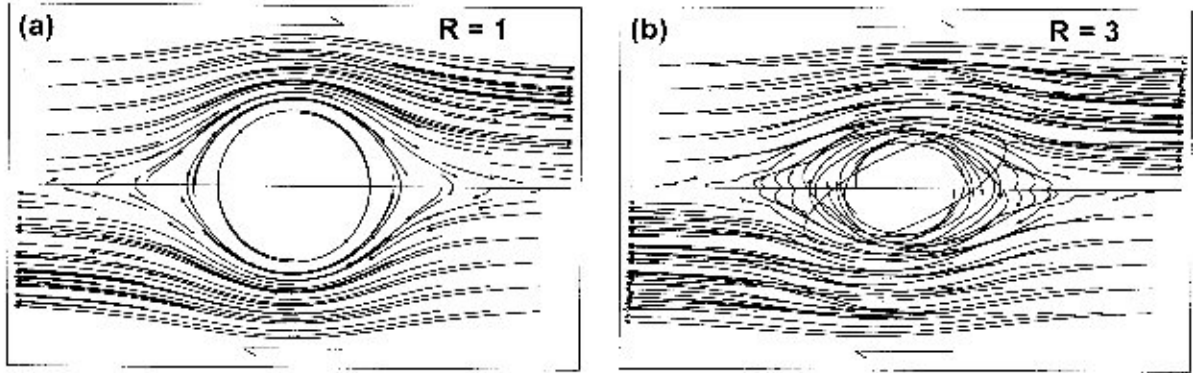 (a)
R = 1
(b)
R = 3